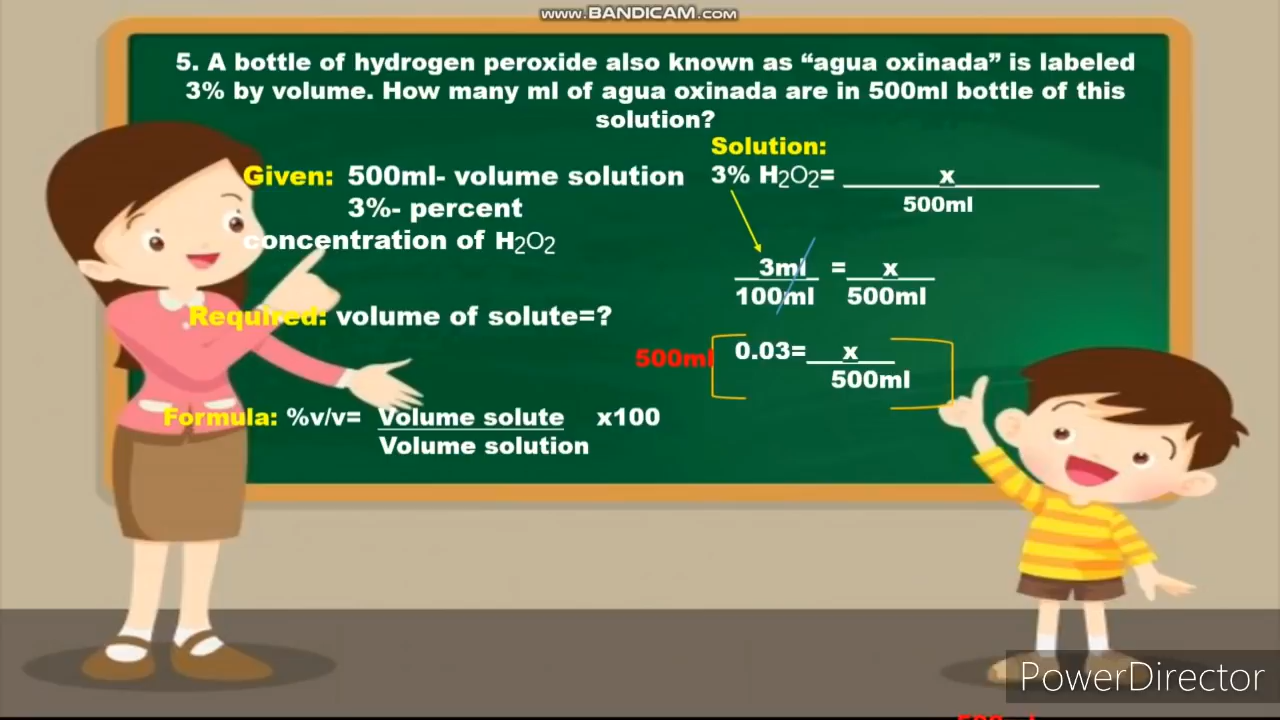 www.BANDICAM.com
5. A bottle of hydrogen peroxide also known as “agua oxinada” is labeled
3% by volume. How many ml of agua oxinada are in 500ml bottle of this
solution?
Given: 500ml- volume solution
3%- percent
concentration of H₂O₂
Required: volume of solute=?
Formula: %v/v= Volume solute x100
Volume solution
Solution:
3% H₂O₂= x
500ml
3ml = x
100ml 500ml
500ml 0.03= x
500ml
PowerDirector